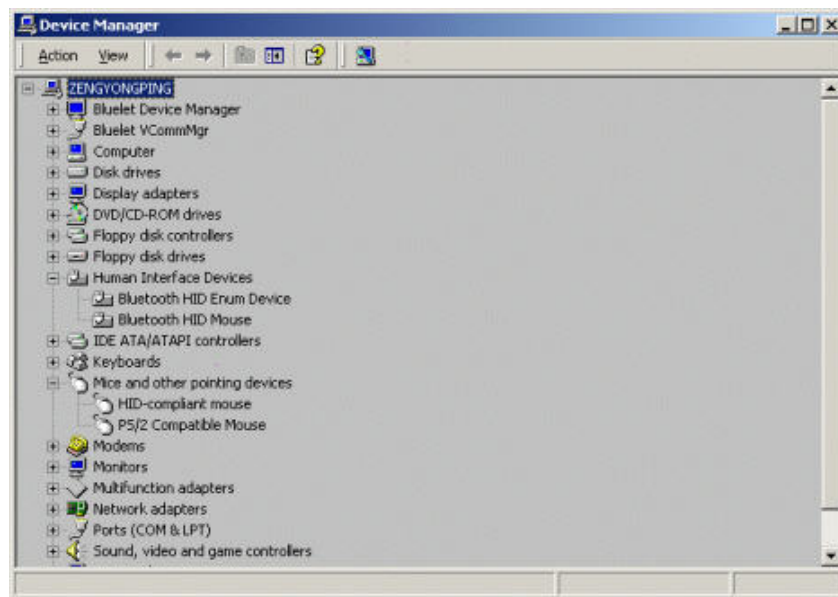 Device Manager
Action View
ZENGYONGPING
Bluelet Device Manager
Bluelet VCommMgr
Computer
Disk drives
Display adapters
DVD/CD-ROM drives
Floppy disk controllers
Floppy disk drives
Human Interface Devices
Bluetooth HID Enum Device
Bluetooth HID Mouse
IDE ATA/ATAPI controllers
Keyboards
Mice and other pointing devices
HID-compliant mouse
PS/2 Compatible Mouse
Modems
Monitors
Multifunction adapters
Network adapters
Ports (COM & LPT)
Sound, video and game controllers